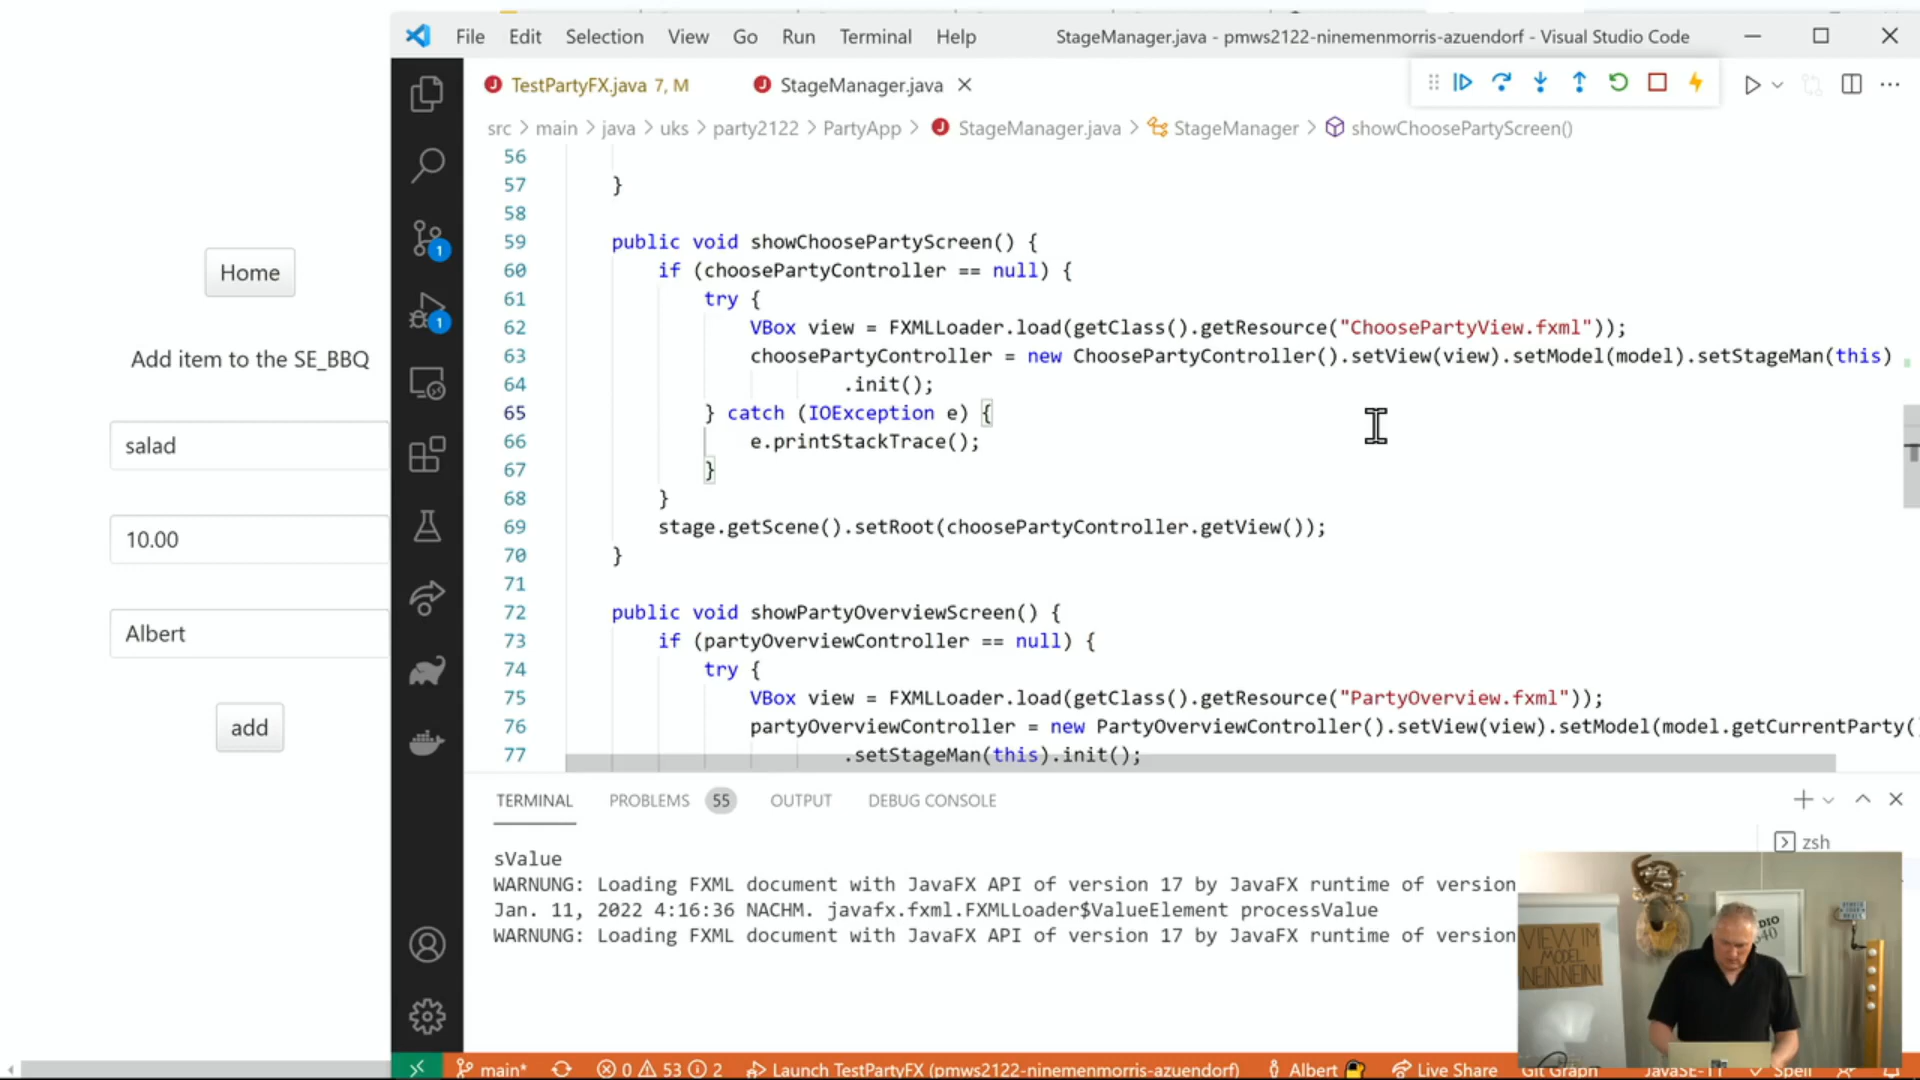 File Edit Selection View Go Run Terminal Help
StageManager.java - pmws2122-ninemenmorris-azuendorf - Visual Studio Code
TestPartyFX.java 7, M
StageManager.java
src > main > java > uks > party2122 > PartyApp > StageManager.java > StageManager > showChoosePartyScreen()
Home
Add item to the SE_BBQ
salad
10.00
Albert
add
1
1
56
57 }
58
59 public void showChoosePartyScreen() {
60 if (choosePartyController == null) {
61 try {
62 VBox view = FXMLLoader.load(getClass().getResource("ChoosePartyView.fxml"));
63 choosePartyController = new ChoosePartyController().setView(view).setModel(model).setStageMan(this)
64 .init();
65 } catch (IOException e) {
66 e.printStackTrace();
67 }
68 }
69 stage.getScene().setRoot(choosePartyController.getView());
70 }
71
72 public void showPartyOverviewScreen() {
73 if (partyOverviewController == null) {
74 try {
75 VBox view = FXMLLoader.load(getClass().getResource("PartyOverview.fxml"));
76 partyOverviewController = new PartyOverviewController().setView(view).setModel(model.getCurrentParty()
77 .setStageMan(this).init();
TERMINAL PROBLEMS 55 OUTPUT DEBUG CONSOLE
zsh
sValue
WARNUNG: Loading FXML document with JavaFX API of version 17 by JavaFX runtime of version
Jan. 11, 2022 4:16:36 NACHM. javafx.fxml.FXMLLoader$ValueElement processValue
WARNUNG: Loading FXML document with JavaFX API of version 17 by JavaFX runtime of version
VIEW IM
MODEL
NEIN NEIN!
main* 0 53 2 Launch TestPartyFX (pmws2122-ninemenmorris-azuendorf) Albert Live Share Git Graph JavaSE-11 Spell